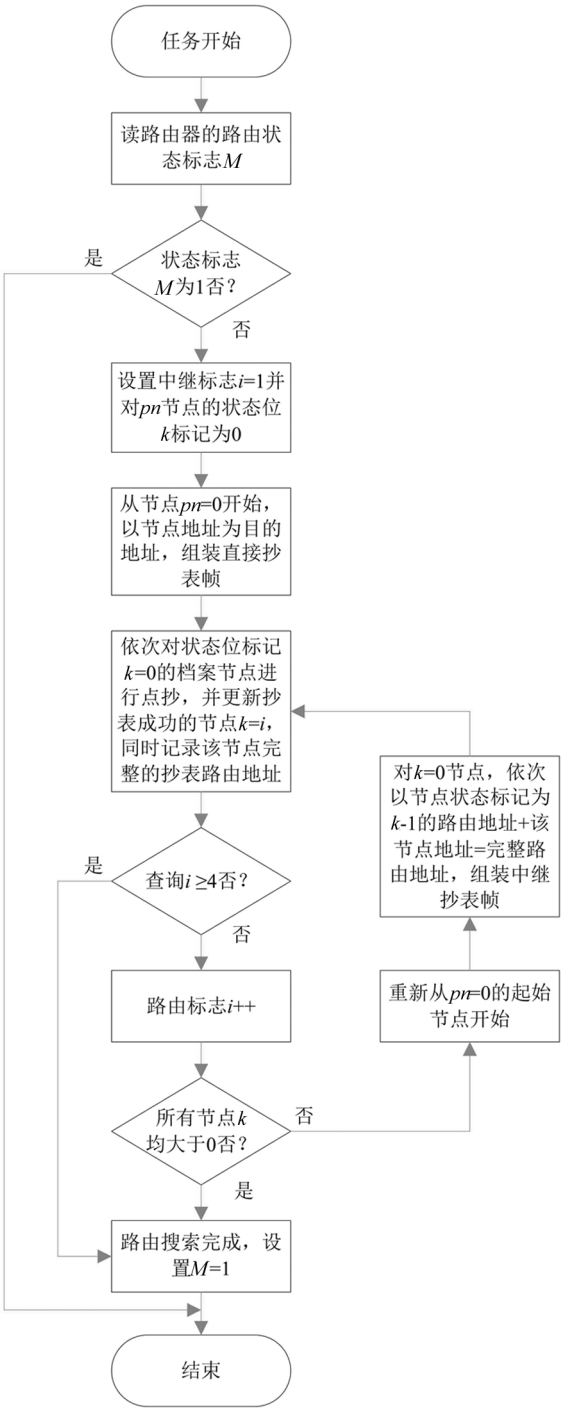 任务开始
读路由器的路由状
态标志M
状态标志
M为1否？
是
否
设置中继标志i=1并
对pn节点的状态位
k标记为0
从节点pn=0开始，
以节点地址为目的
地址，组装直接抄
表帧
依次对状态位标记
k=0的档案节点进
行点抄，并更新抄
表成功的节点k=i，
同时记录该节点完
整的抄表路由地址
查询i ≥4否？
是
否
路由标志i++
所有节点k
均大于0否？
否
是
重新从pn=0的起始
节点开始
对k=0节点，依次
以节点状态标记为
k-1的路由地址+该
节点地址=完整路
由地址，组装中继
抄表帧
路由搜索完成，设
置M=1
结束